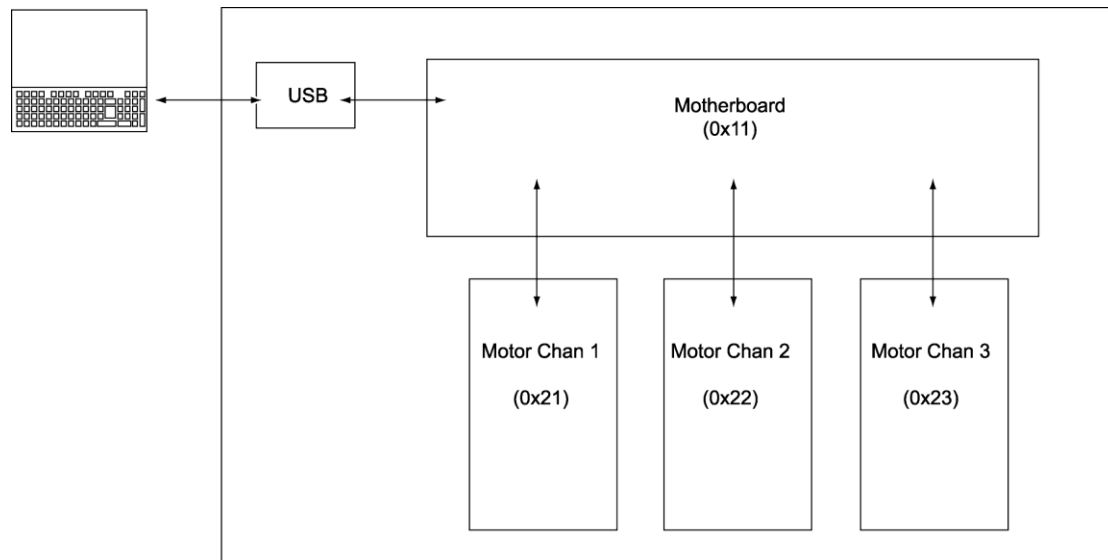 USB
Motherboard
(0x11)
Motor Chan 1
(0x21)
Motor Chan 2
(0x22)
Motor Chan 3
(0x23)